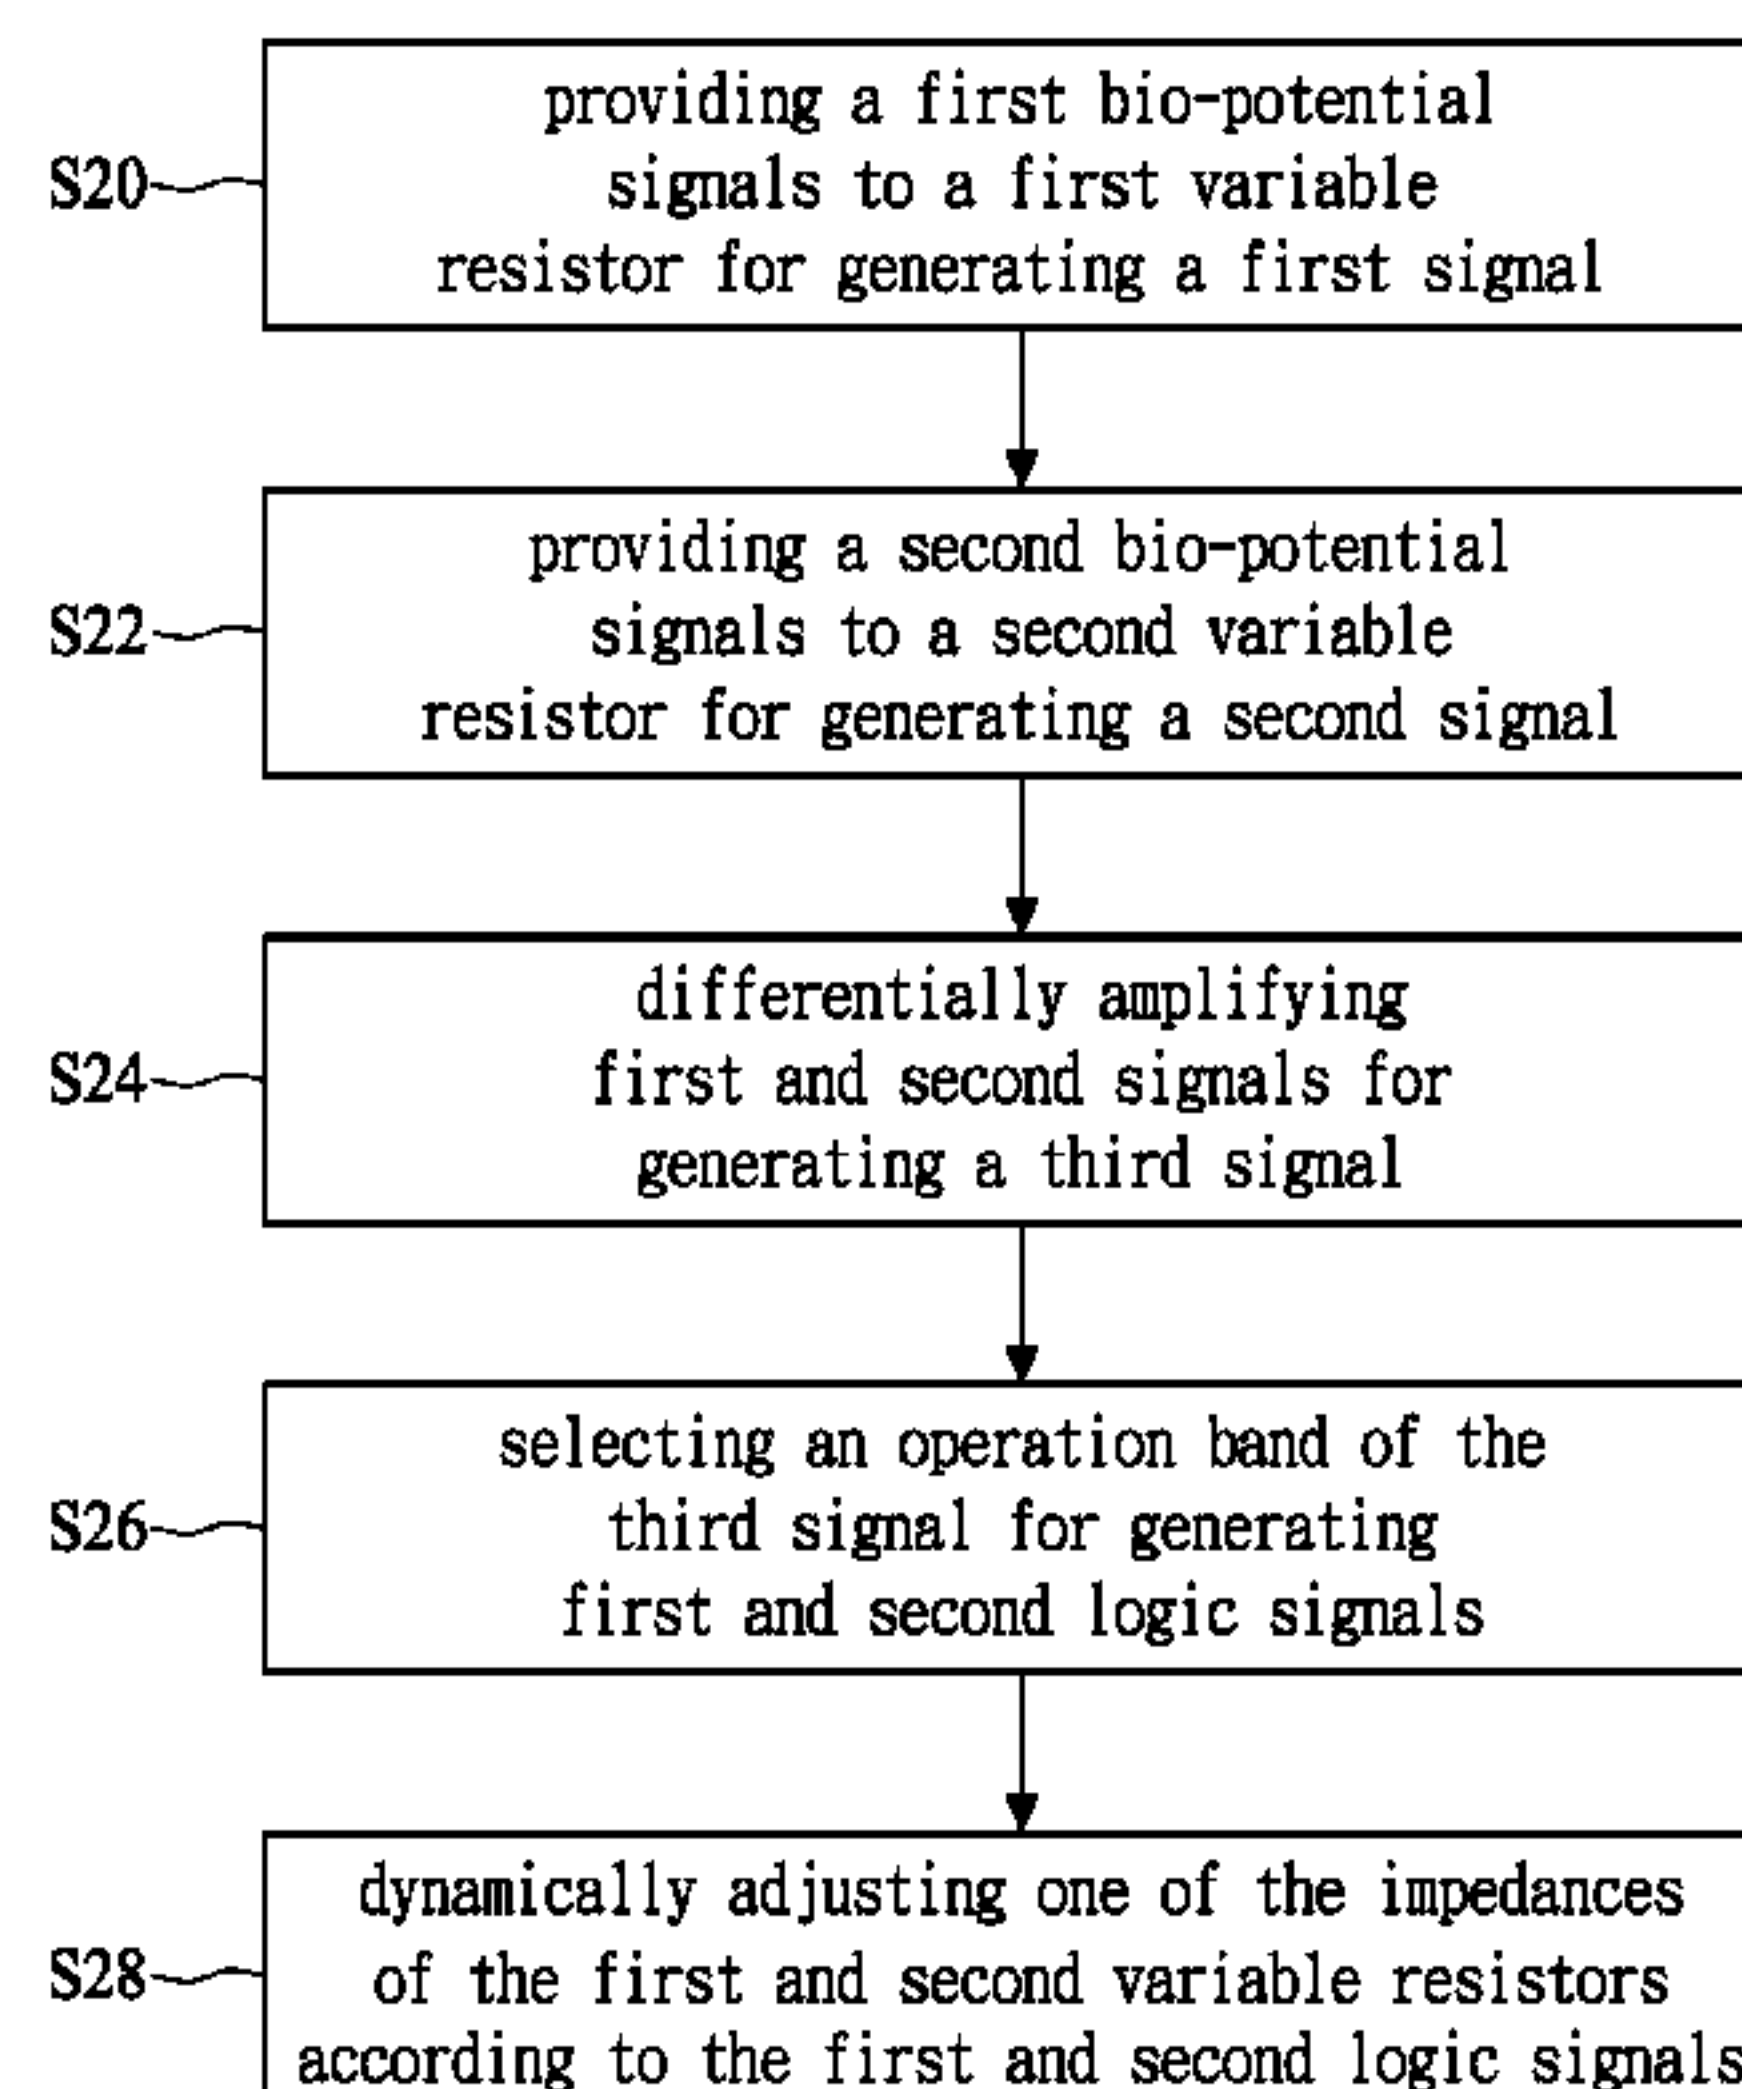 S20
providing a first bio-potential
signals to a first variable
resistor for generating a first signal
S22
providing a second bio-potential
signals to a second variable
resistor for generating a second signal
S24
differentially amplifying
first and second signals for
generating a third signal
S26
selecting an operation band of the
third signal for generating
first and second logic signals
S28
dynamically adjusting one of the impedances
of the first and second variable resistors
according to the first and second logic signals